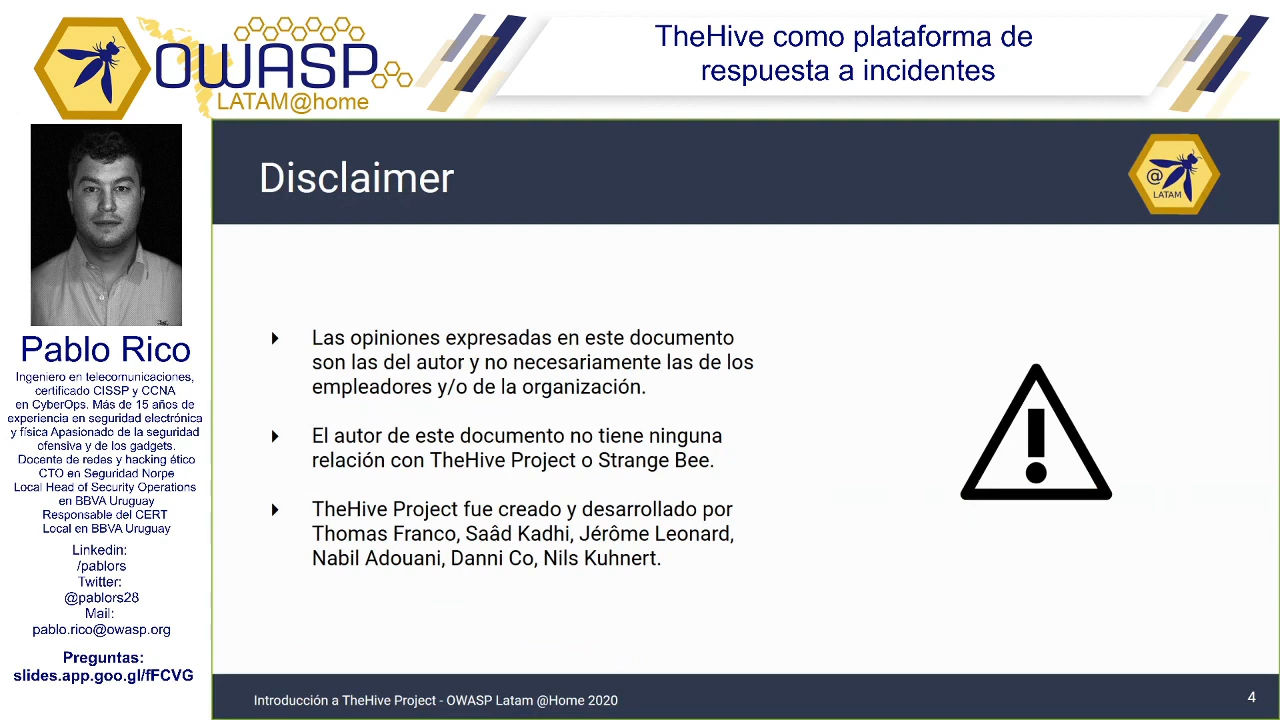 OWASP
LATAM@home
TheHive como plataforma de
respuesta a incidentes
Pablo Rico
Ingeniero en telecomunicaciones,
certificado CISSP y CCNA
en CyberOps. Más de 15 años de
experiencia en seguridad electrónica
y física Apasionado de la seguridad
ofensiva y de los gadgets.
Docente de redes y hacking ético
CTO en Seguridad Norpe
Local Head of Security Operations
en BBVA Uruguay
Responsable del CERT
Local en BBVA Uruguay
Linkedin:
/pablors
Twitter:
@pablors28
Mail:
pablo.rico@owasp.org
Preguntas:
slides.app.goo.gl/fFCVG
Disclaimer
@
LATAM
Las opiniones expresadas en este documento
son las del autor y no necesariamente las de los
empleadores y/o de la organización.
El autor de este documento no tiene ninguna
relación con TheHive Project o Strange Bee.
TheHive Project fue creado y desarrollado por
Thomas Franco, Saâd Kadhi, Jérôme Leonard,
Nabil Adouani, Danni Co, Nils Kuhnert.
Introducción a TheHive Project - OWASP Latam @Home 2020
4